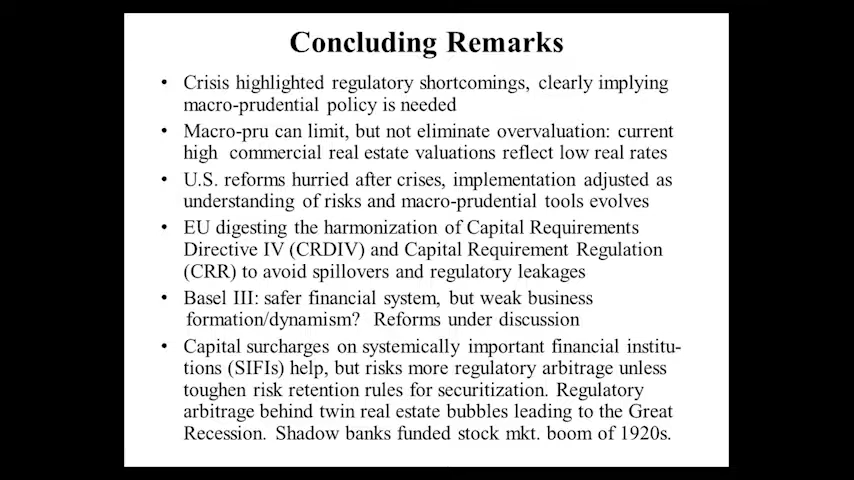 Concluding Remarks
• Crisis highlighted regulatory shortcomings, clearly implying
macro-prudential policy is needed
• Macro-pru can limit, but not eliminate overvaluation: current
high commercial real estate valuations reflect low real rates
• U.S. reforms hurried after crises, implementation adjusted as
understanding of risks and macro-prudential tools evolves
• EU digesting the harmonization of Capital Requirements
Directive IV (CRDIV) and Capital Requirement Regulation
(CRR) to avoid spillovers and regulatory leakages
• Basel III: safer financial system, but weak business
formation/dynamism? Reforms under discussion
• Capital surcharges on systemically important financial institu-
tions (SIFIs) help, but risks more regulatory arbitrage unless
toughen risk retention rules for securitization. Regulatory
arbitrage behind twin real estate bubbles leading to the Great
Recession. Shadow banks funded stock mkt. boom of 1920s.